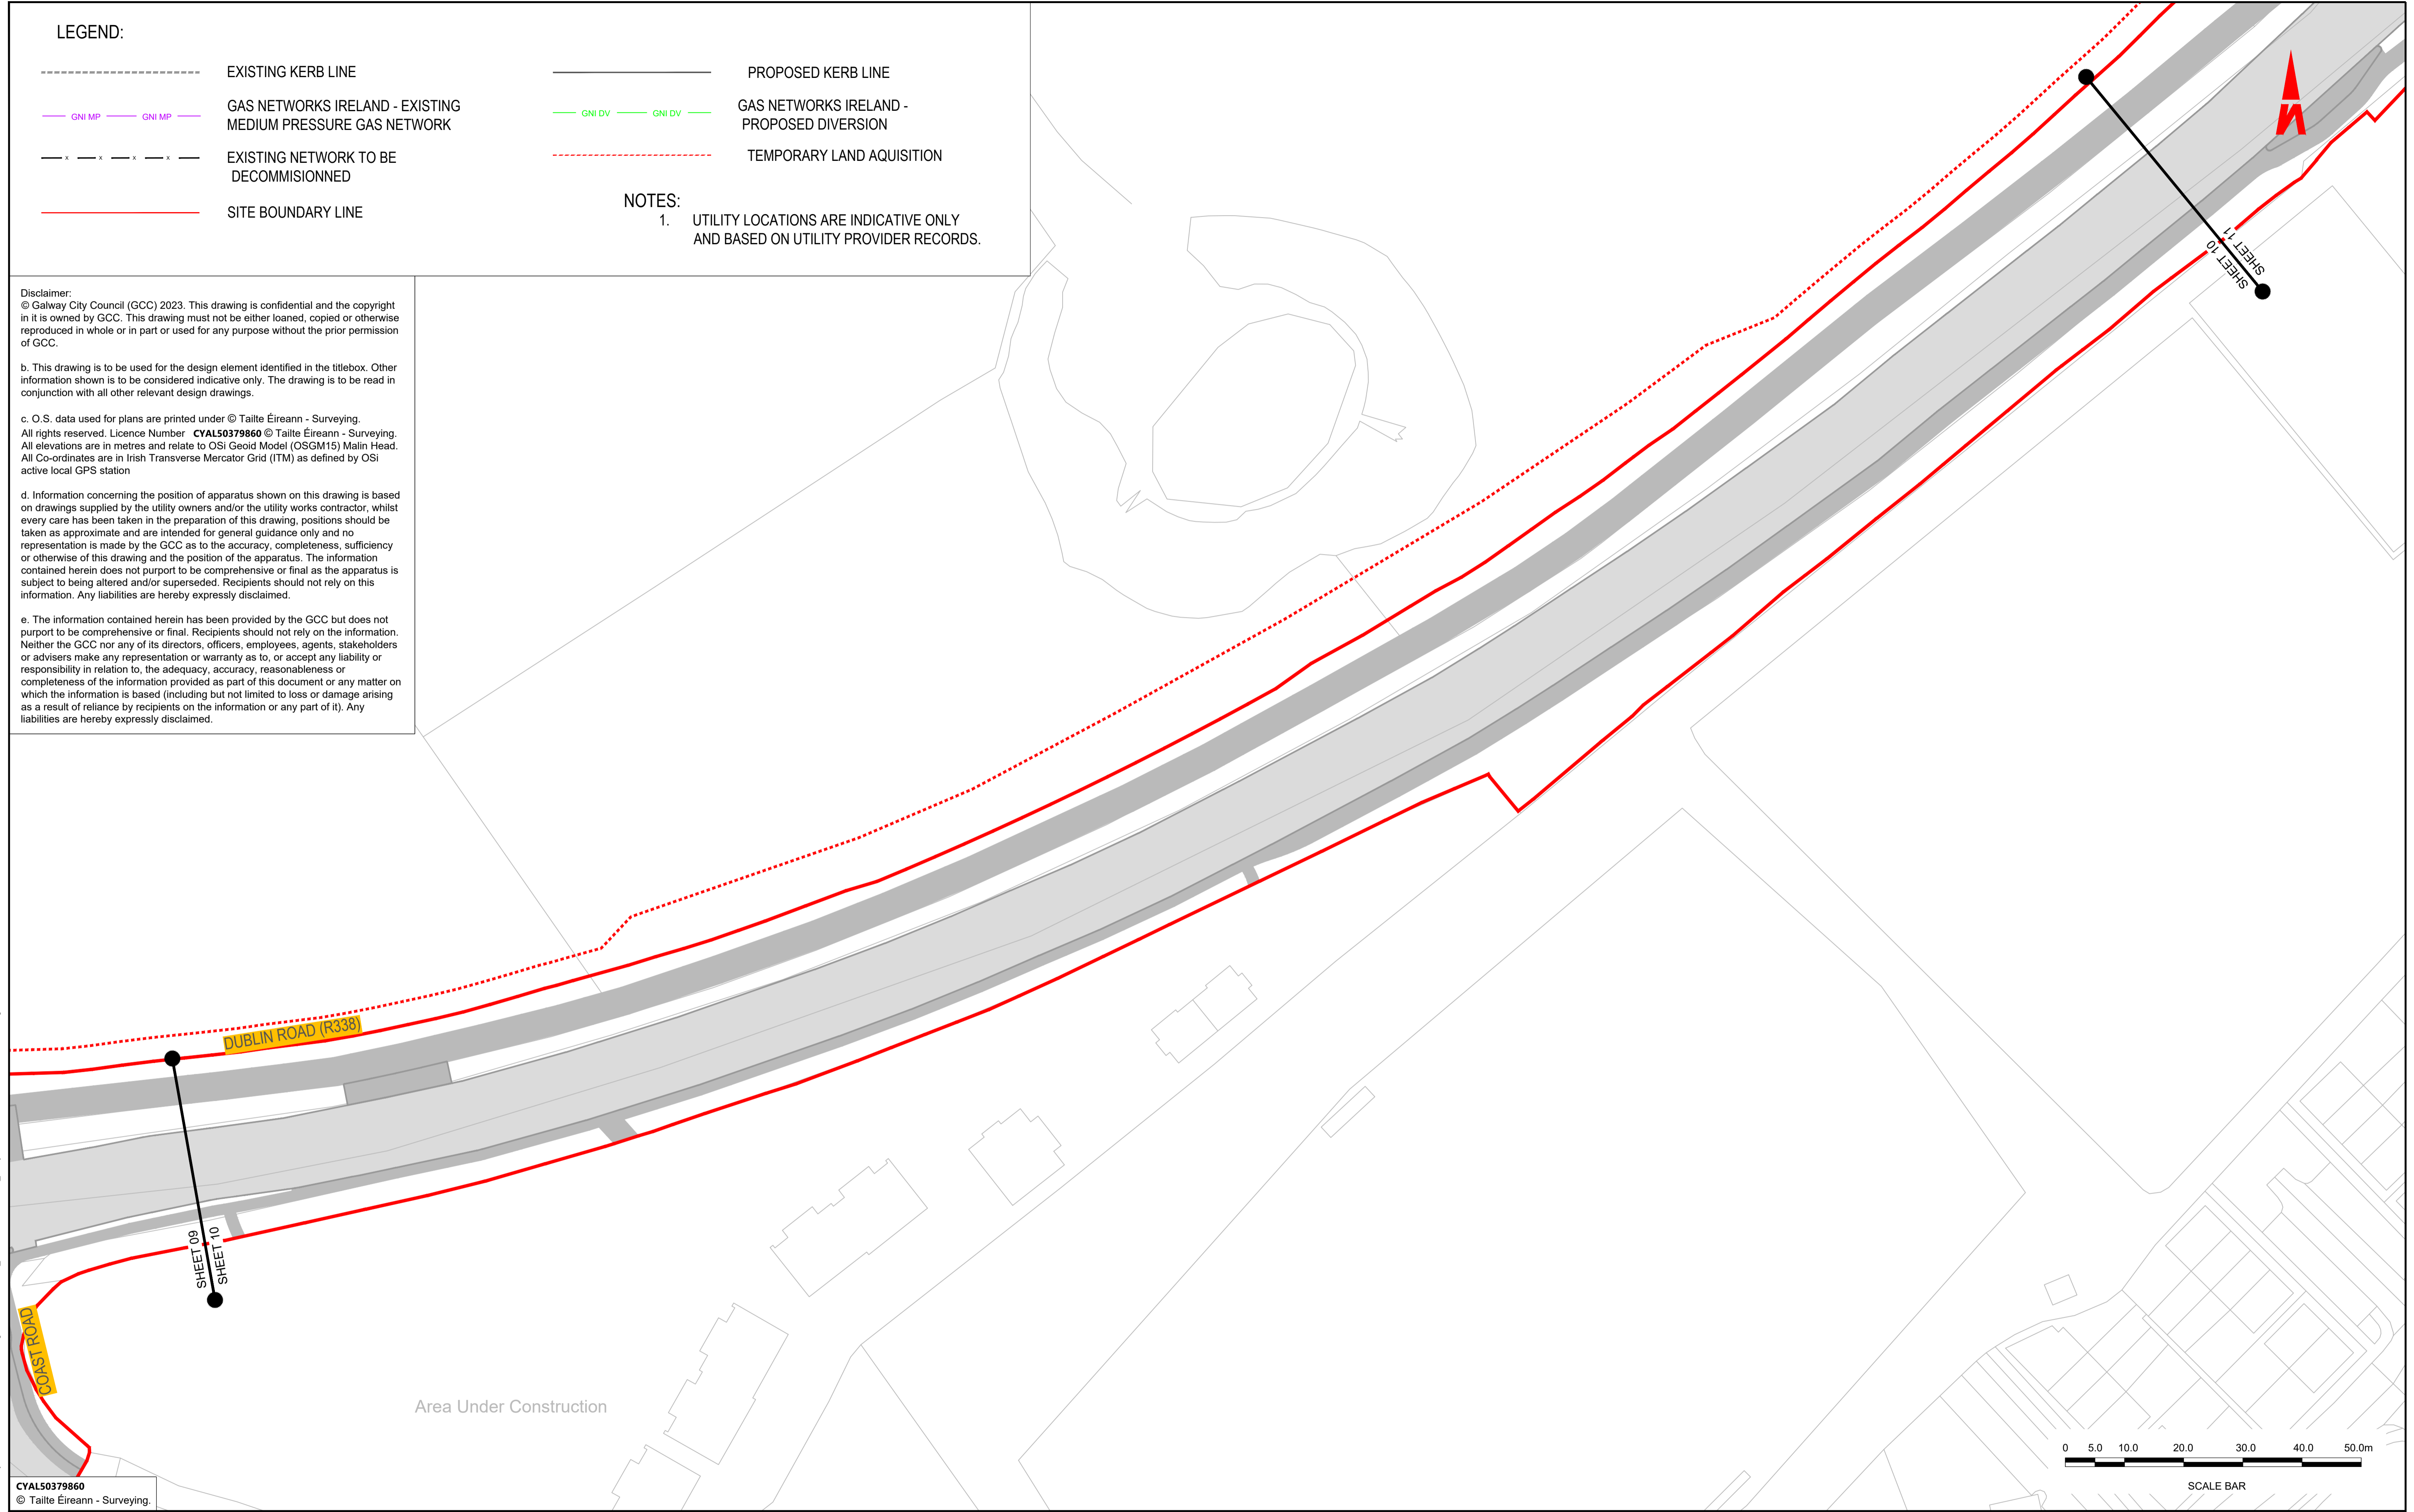 LEGEND:
EXISTING KERB LINE
GNI MP GNI MP
GAS NETWORKS IRELAND - EXISTING
MEDIUM PRESSURE GAS NETWORK
x x x x
EXISTING NETWORK TO BE
DECOMMISIONNED
SITE BOUNDARY LINE
PROPOSED KERB LINE
GNI DV GNI DV
GAS NETWORKS IRELAND -
PROPOSED DIVERSION
TEMPORARY LAND AQUISITION
NOTES:
1. UTILITY LOCATIONS ARE INDICATIVE ONLY
AND BASED ON UTILITY PROVIDER RECORDS.
Disclaimer:
© Galway City Council (GCC) 2023. This drawing is confidential and the copyright
in it is owned by GCC. This drawing must not be either loaned, copied or otherwise
reproduced in whole or in part or used for any purpose without the prior permission
of GCC.
b. This drawing is to be used for the design element identified in the titlebox. Other
information shown is to be considered indicative only. The drawing is to be read in
conjunction with all other relevant design drawings.
c. O.S. data used for plans are printed under © Tailte Éireann - Surveying.
All rights reserved. Licence Number CYAL50379860 © Tailte Éireann - Surveying.
All elevations are in metres and relate to OSi Geoid Model (OSGM15) Malin Head.
All Co-ordinates are in Irish Transverse Mercator Grid (ITM) as defined by OSi
active local GPS station
d. Information concerning the position of apparatus shown on this drawing is based
on drawings supplied by the utility owners and/or the utility works contractor, whilst
every care has been taken in the preparation of this drawing, positions should be
taken as approximate and are intended for general guidance only and no
representation is made by the GCC as to the accuracy, completeness, sufficiency
or otherwise of this drawing and the position of the apparatus. The information
contained herein does not purport to be comprehensive or final as the apparatus is
subject to being altered and/or superseded. Recipients should not rely on this
information. Any liabilities are hereby expressly disclaimed.
e. The information contained herein has been provided by the GCC but does not
purport to be comprehensive or final. Recipients should not rely on the information.
Neither the GCC nor any of its directors, officers, employees, agents, stakeholders
or advisers make any representation or warranty as to, or accept any liability or
responsibility in relation to, the adequacy, accuracy, reasonableness or
completeness of the information provided as part of this document or any matter on
which the information is based (including but not limited to loss or damage arising
as a result of reliance by recipients on the information or any part of it). Any
liabilities are hereby expressly disclaimed.
N
SHEET 11
SHEET 10
DUBLIN ROAD (R338)
SHEET 09
SHEET 10
COAST ROAD
Area Under Construction
0 5.0 10.0 20.0 30.0 40.0 50.0m
SCALE BAR
CYAL50379860
© Tailte Éireann - Surveying.